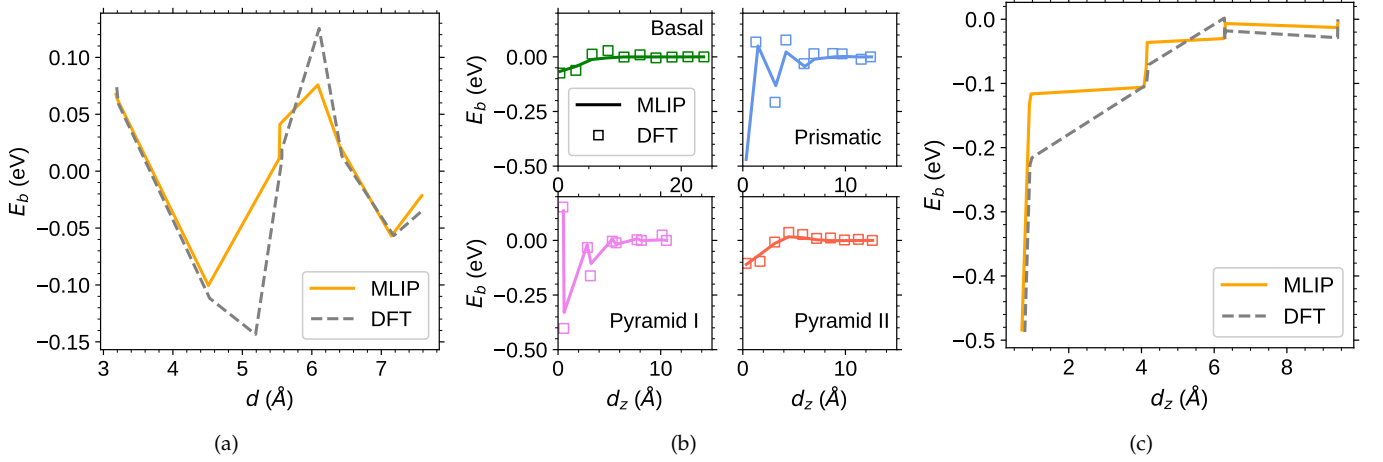 0.10
0.05
0.00
−0.05
−0.10
−0.15
E_b (eV)
3 4 5 6 7
d (Å)
MLIP
DFT
(a)
Basal
0.00
−0.25
−0.50
E_b (eV)
MLIP
DFT
0 20
Prismatic
0 10
0.00
−0.25
−0.50
E_b (eV)
Pyramid I
0 10
d_z (Å)
Pyramid II
0 10
d_z (Å)
(b)
0.0
−0.1
−0.2
−0.3
−0.4
−0.5
E_b (eV)
MLIP
DFT
2 4 6 8
d_z (Å)
(c)